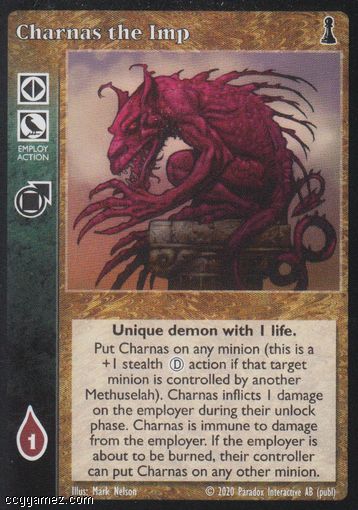 Charnas the Imp
EMPLOY
ACTION
Unique demon with 1 life.
Put Charnas on any minion (this is a
+1 stealth Ⓓ action if that target
minion is controlled by another
Methuselah). Charnas inflicts 1 damage
on the employer during their unlock
phase. Charnas is immune to damage
from the employer. If the employer is
about to be burned, their controller
can put Charnas on any other minion.
1
Illus: Mark Nelson © 2020 Paradox Interactive AB (publ)
ccggamez.com